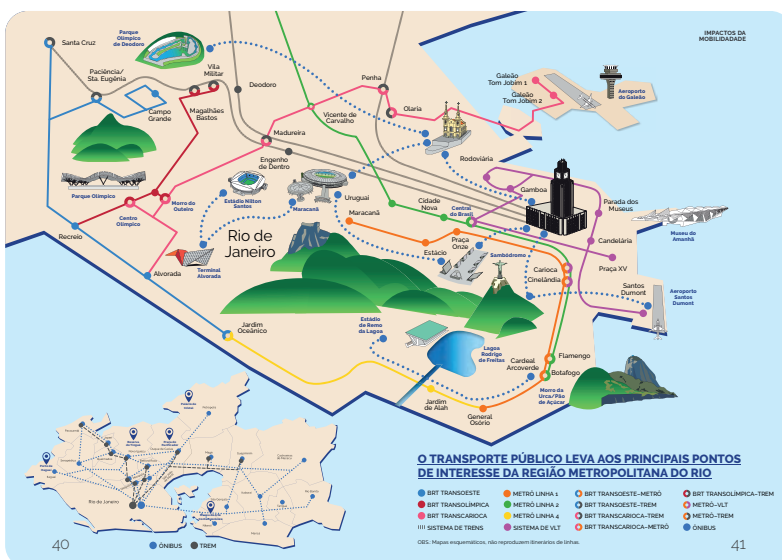 IMPACTOS DA
MOBILIDADADE
Santa Cruz
Parque
Olímpico
de Deodoro
Paciência/
Sta. Eugênia
Vila
Militar
Deodoro
Campo
Grande
Magalhães
Bastos
Penha
Olaria
Vicente de
Carvalho
Madureira
Engenho
de Dentro
Galeão
Tom Jobim 1
Galeão
Tom Jobim 2
Aeroporto
do Galeão
Rodoviária
Parque Olímpico
Centro
Olímpico
Morro do
Outeiro
Estádio Nilton
Santos
Maracanã
Uruguai
Maracanã
Cidade
Nova
Central
do Brasil
Gamboa
Parada dos
Museus
Museu do
Amanhã
Candelária
Praça XV
Recreio
Alvorada
Terminal
Alvorada
Rio de
Janeiro
Estácio
Praça
Onze
Sambódromo
Carioca
Cinelândia
Santos
Dumont
Aeroporto
Santos
Dumont
Jardim
Oceânico
Estádio
de Remo
da Lagoa
Lagoa
Rodrigo
de Freitas
Cardeal
Arcoverde
Flamengo
Botafogo
Morro da
Urca/Pão
de Açúcar
Jardim
de Alah
General
Osório
Rio de Janeiro
ÔNIBUS
TREM
O TRANSPORTE PÚBLICO LEVA AOS PRINCIPAIS PONTOS
DE INTERESSE DA REGIÃO METROPOLITANA DO RIO
BRT TRANSOESTE
METRÔ LINHA 1
BRT TRANSOESTE–METRÔ
BRT TRANSOLÍMPICA–TREM
BRT TRANSOLÍMPICA
METRÔ LINHA 2
BRT TRANSOESTE–TREM
METRÔ–VLT
BRT TRANSCARIOCA
METRÔ LINHA 4
BRT TRANSCARIOCA–TREM
METRÔ–TREM
SISTEMA DE TRENS
SISTEMA DE VLT
BRT TRANSCARIOCA–METRÔ
ÔNIBUS
OBS.: Mapas esquemáticos, não reproduzem itinerários de linhas.
40
41